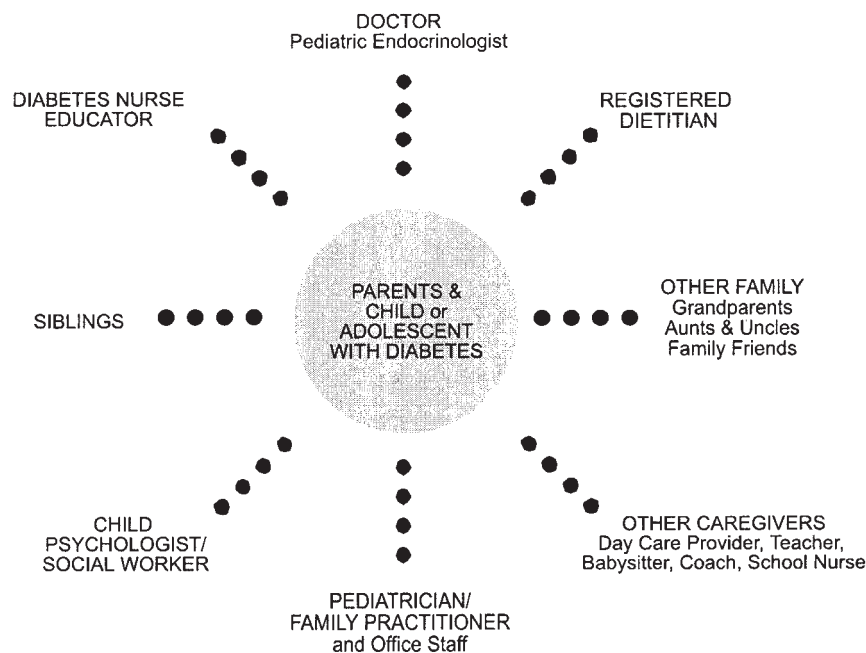 DOCTOR
Pediatric Endocrinologist
DIABETES NURSE
EDUCATOR
REGISTERED
DIETITIAN
PARENTS &
CHILD or
ADOLESCENT
WITH DIABETES
SIBLINGS
OTHER FAMILY
Grandparents
Aunts & Uncles
Family Friends
CHILD
PSYCHOLOGIST/
SOCIAL WORKER
OTHER CAREGIVERS
Day Care Provider, Teacher,
Babysitter, Coach, School Nurse
PEDIATRICIAN/
FAMILY PRACTITIONER
and Office Staff